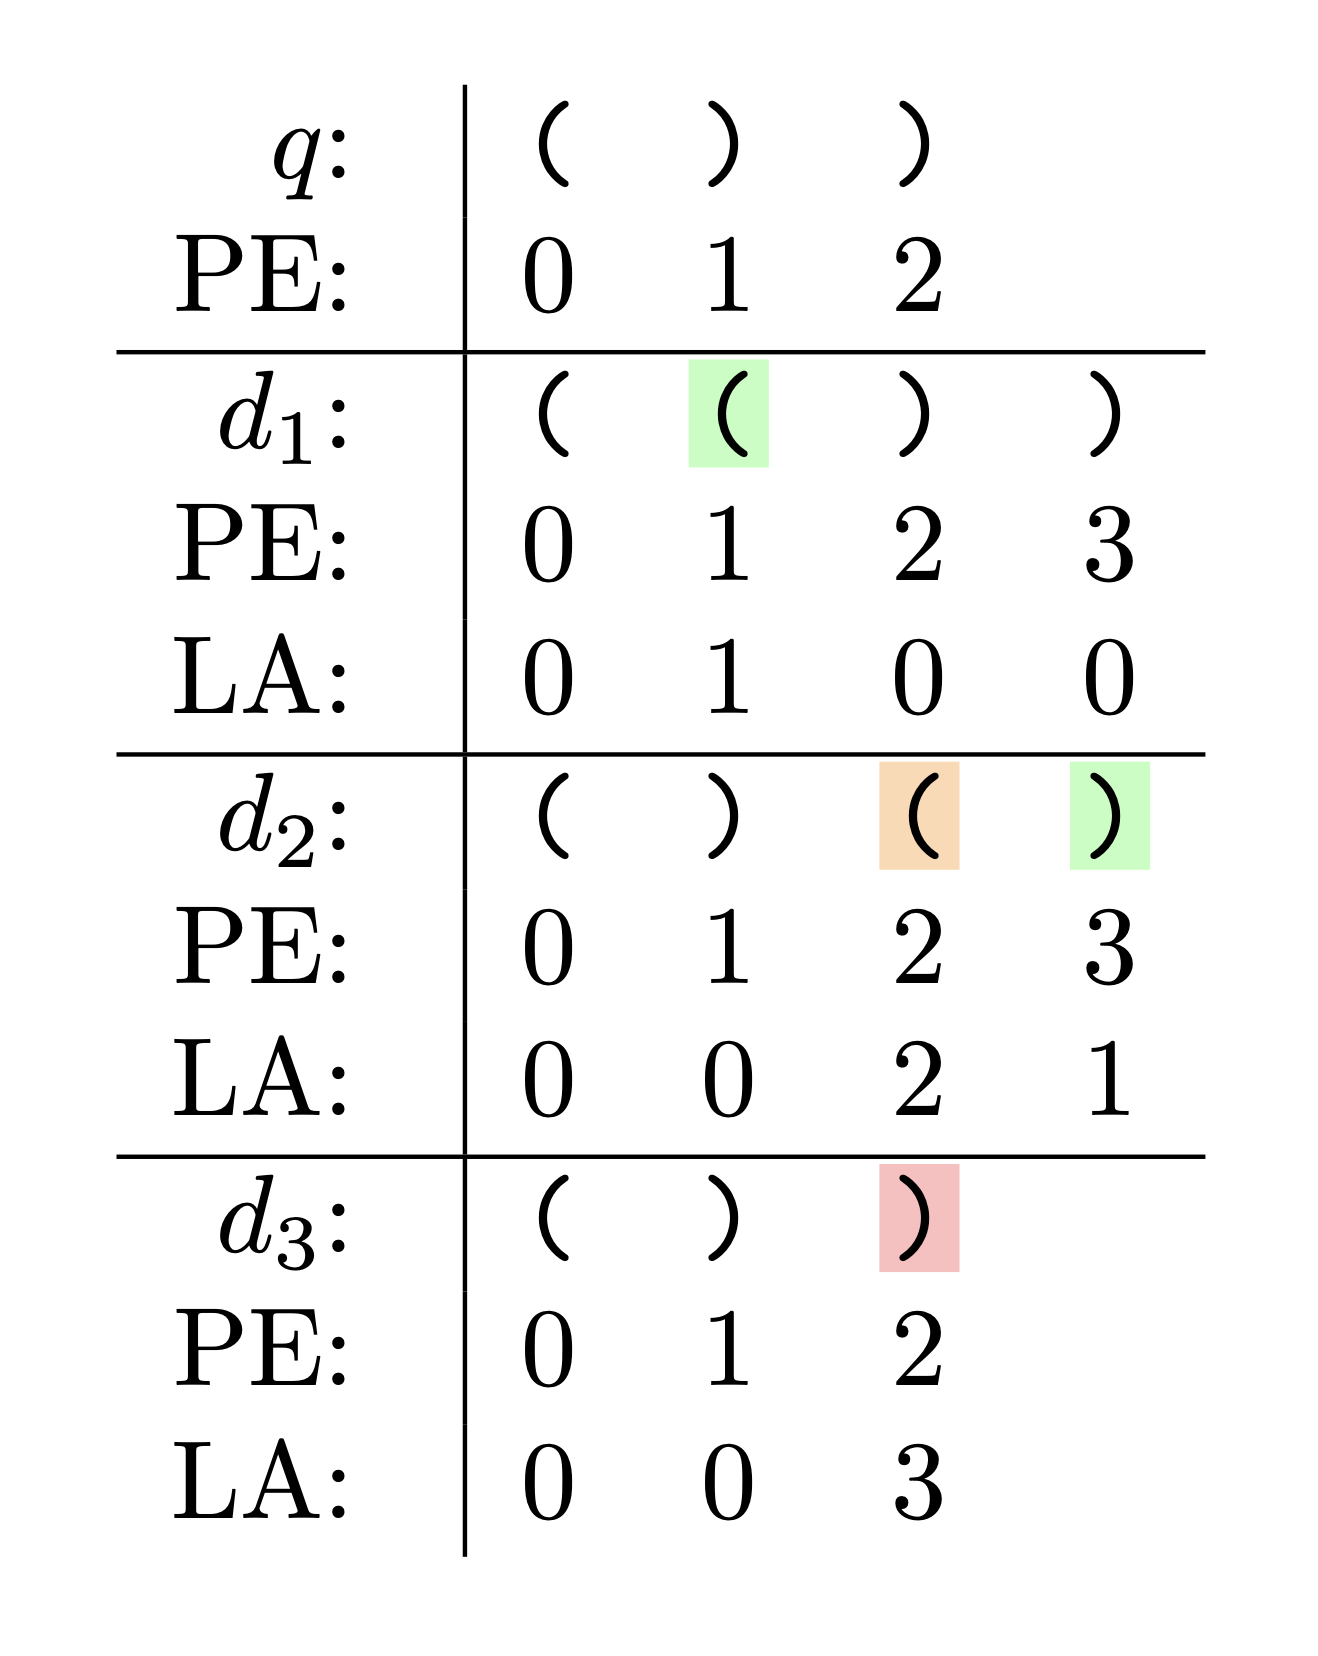 q: ( ) )
PE: 0 1 2
d₁: ( ( ) )
PE: 0 1 2 3
LA: 0 1 0 0
d₂: ( ) ( )
PE: 0 1 2 3
LA: 0 0 2 1
d₃: ( ) )
PE: 0 1 2
LA: 0 0 3